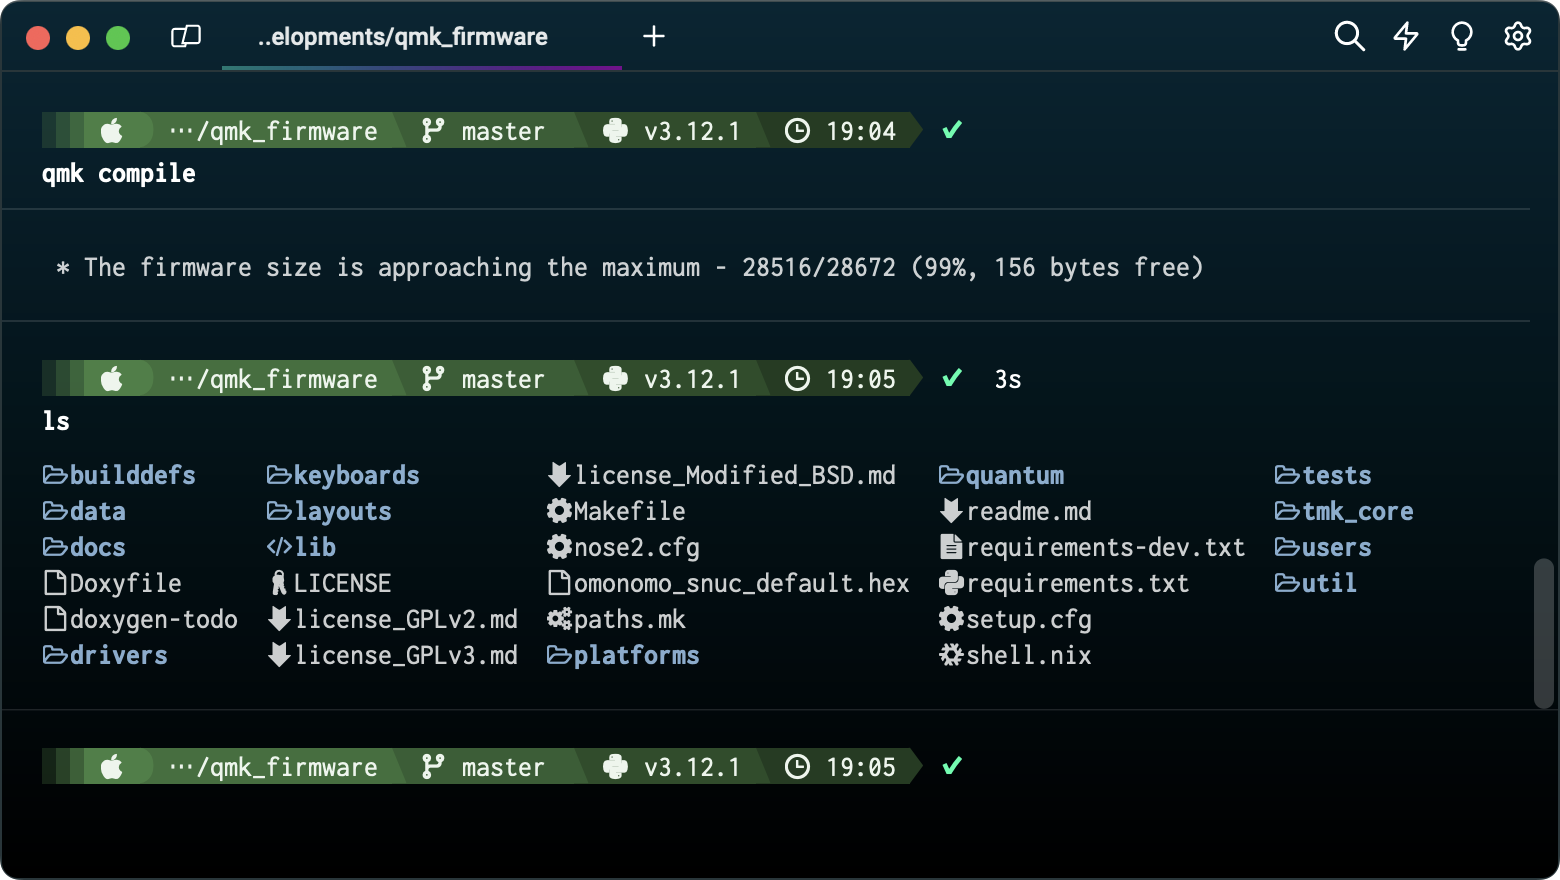 ..elopments/qmk_firmware
…/qmk_firmware master v3.12.1 19:04 ✔
qmk compile
* The firmware size is approaching the maximum - 28516/28672 (99%, 156 bytes free)
…/qmk_firmware master v3.12.1 19:05 ✔ 3s
ls
builddefs keyboards license_Modified_BSD.md quantum tests
data layouts Makefile readme.md tmk_core
docs lib nose2.cfg requirements-dev.txt users
Doxyfile LICENSE omonomo_snuc_default.hex requirements.txt util
doxygen-todo license_GPLv2.md paths.mk setup.cfg
drivers license_GPLv3.md platforms shell.nix
…/qmk_firmware master v3.12.1 19:05 ✔